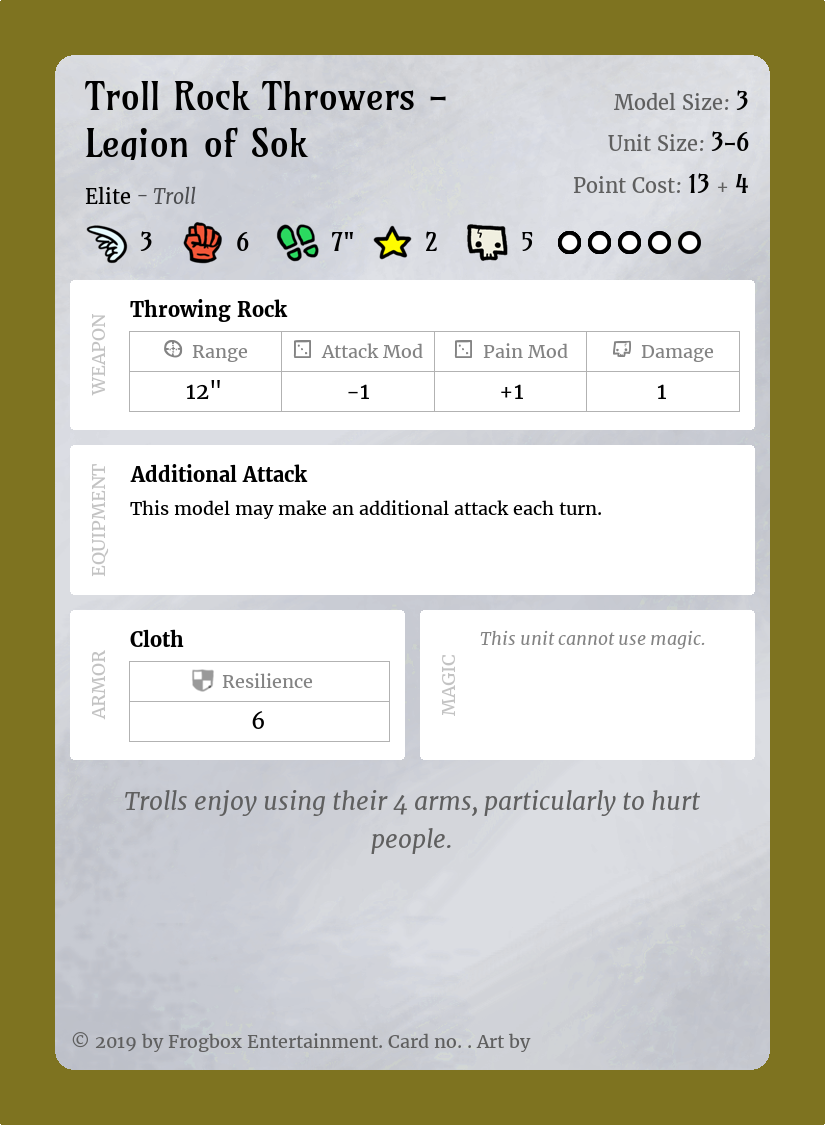 Troll Rock Throwers –
Legion of Sok
Model Size: 3
Unit Size: 3–6
Point Cost: 13 + 4
Elite – Troll
3 6 7" 2 5
WEAPON
Throwing Rock
Range Attack Mod Pain Mod Damage
12" -1 +1 1
EQUIPMENT
Additional Attack
This model may make an additional attack each turn.
ARMOR
Cloth
Resilience
6
MAGIC
This unit cannot use magic.
Trolls enjoy using their 4 arms, particularly to hurt
people.
© 2019 by Frogbox Entertainment. Card no. . Art by